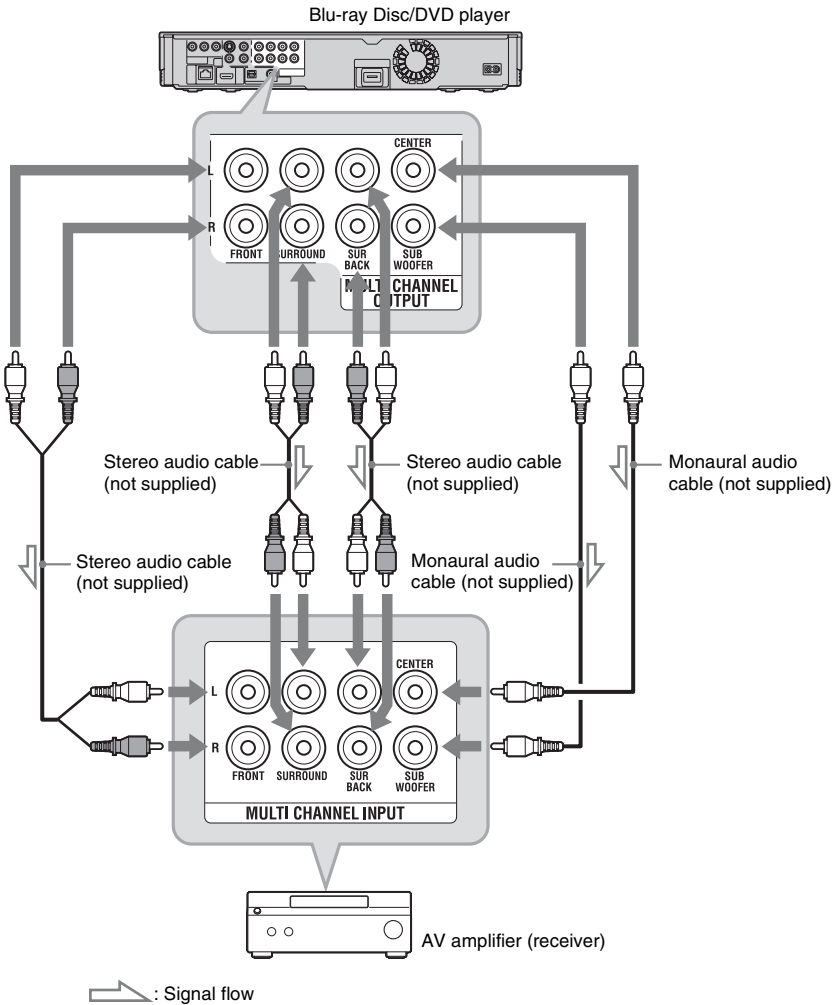 Blu-ray Disc/DVD player
CENTER
L
R
FRONT
SURROUND
SUR
BACK
SUB
WOOFER
MULTI CHANNEL
OUTPUT
Stereo audio cable
(not supplied)
Stereo audio cable
(not supplied)
Monaural audio
cable (not supplied)
Stereo audio cable
(not supplied)
Monaural audio
cable (not supplied)
CENTER
L
R
FRONT
SURROUND
SUR
BACK
SUB
WOOFER
MULTI CHANNEL INPUT
AV amplifier (receiver)
: Signal flow